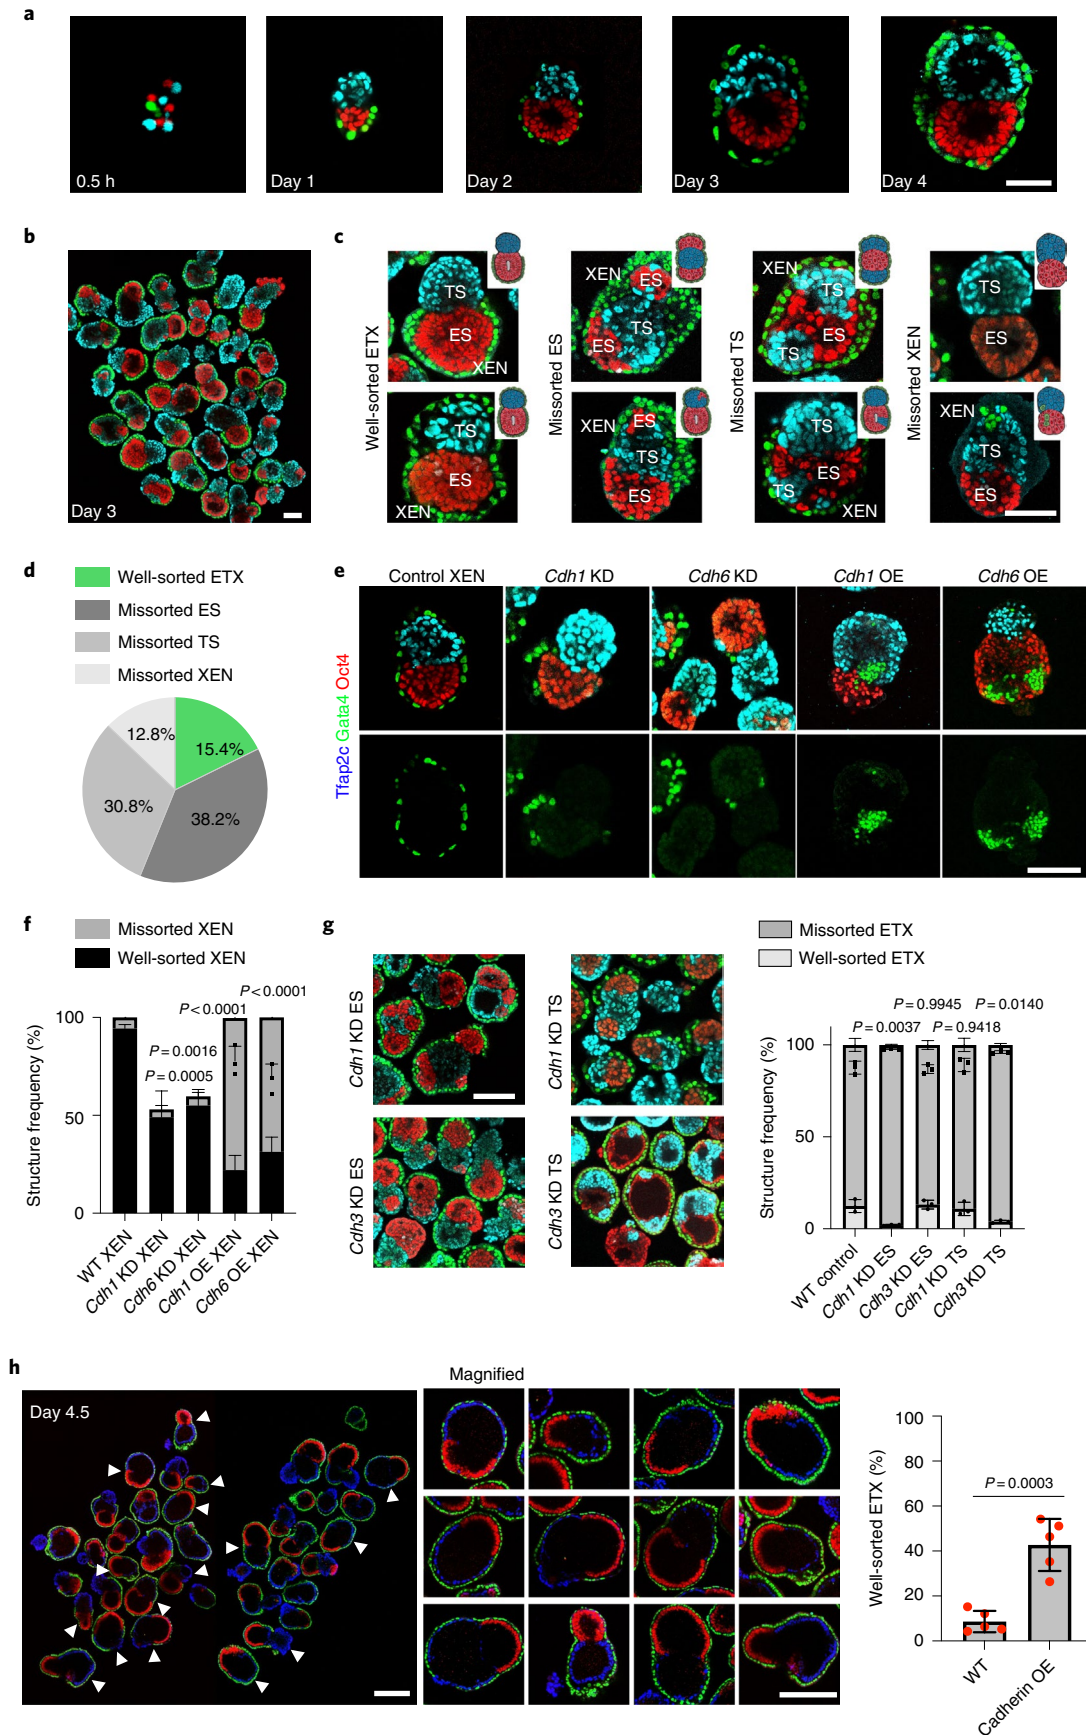 a
0.5 h
Day 1
Day 2
Day 3
Day 4
b
Day 3
c
Well-sorted ETX
TS
ES
XEN
TS
ES
XEN
Missorted ES
XEN
ES
TS
ES
XEN
ES
TS
ES
Missorted TS
XEN
TS
ES
TS
TS
ES
TS
XEN
Missorted XEN
TS
ES
XEN
TS
ES
d
Well-sorted ETX
Missorted ES
Missorted TS
Missorted XEN
12.8%
15.4%
30.8%
38.2%
e
Control XEN
Cdh1 KD
Cdh6 KD
Cdh1 OE
Cdh6 OE
Tfap2c Gata4 Oct4
f
Missorted XEN
Well-sorted XEN
P < 0.0001
P < 0.0001
P = 0.0016
P = 0.0005
Structure frequency (%)
100
50
0
WT XEN
Cdh1 KD XEN
Cdh6 KD XEN
Cdh1 OE XEN
Cdh6 OE XEN
g
Cdh1 KD ES
Cdh1 KD TS
Cdh3 KD ES
Cdh3 KD TS
Missorted ETX
Well-sorted ETX
P = 0.9945
P = 0.0140
P = 0.0037
P = 0.9418
Structure frequency (%)
100
50
0
WT control
Cdh1 KD ES
Cdh3 KD ES
Cdh1 KD TS
Cdh3 KD TS
h
Day 4.5
Magnified
Well-sorted ETX (%)
100
80
60
40
20
0
P = 0.0003
WT
Cadherin OE